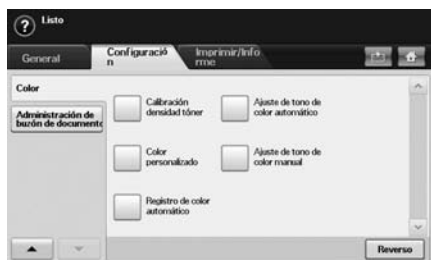 ? Listo
General
Configuració
n
Imprimir/Info
rme
Color
Administración de
buzón de documento
Calibración
densidad tóner
Ajuste de tono de
color automático
Color
personalizado
Ajuste de tono de
color manual
Registro de color
automático
Reverso